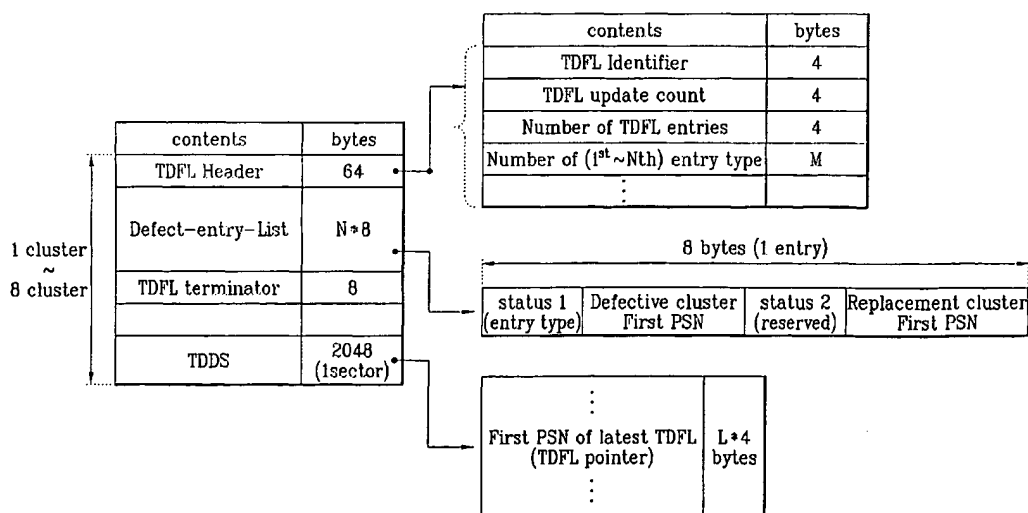 contents bytes
TDFL Identifier 4
TDFL update count 4
Number of TDFL entries 4
Number of (1st~Nth) entry type M
⋮
contents bytes
TDFL Header 64
Defect-entry-List N*8
TDFL terminator 8
TDDS 2048
(1sector)
1 cluster
~
8 cluster
8 bytes (1 entry)
status 1
(entry type)
Defective cluster
First PSN
status 2
(reserved)
Replacement cluster
First PSN
⋮
First PSN of latest TDFL
(TDFL pointer)
⋮
L*4
bytes